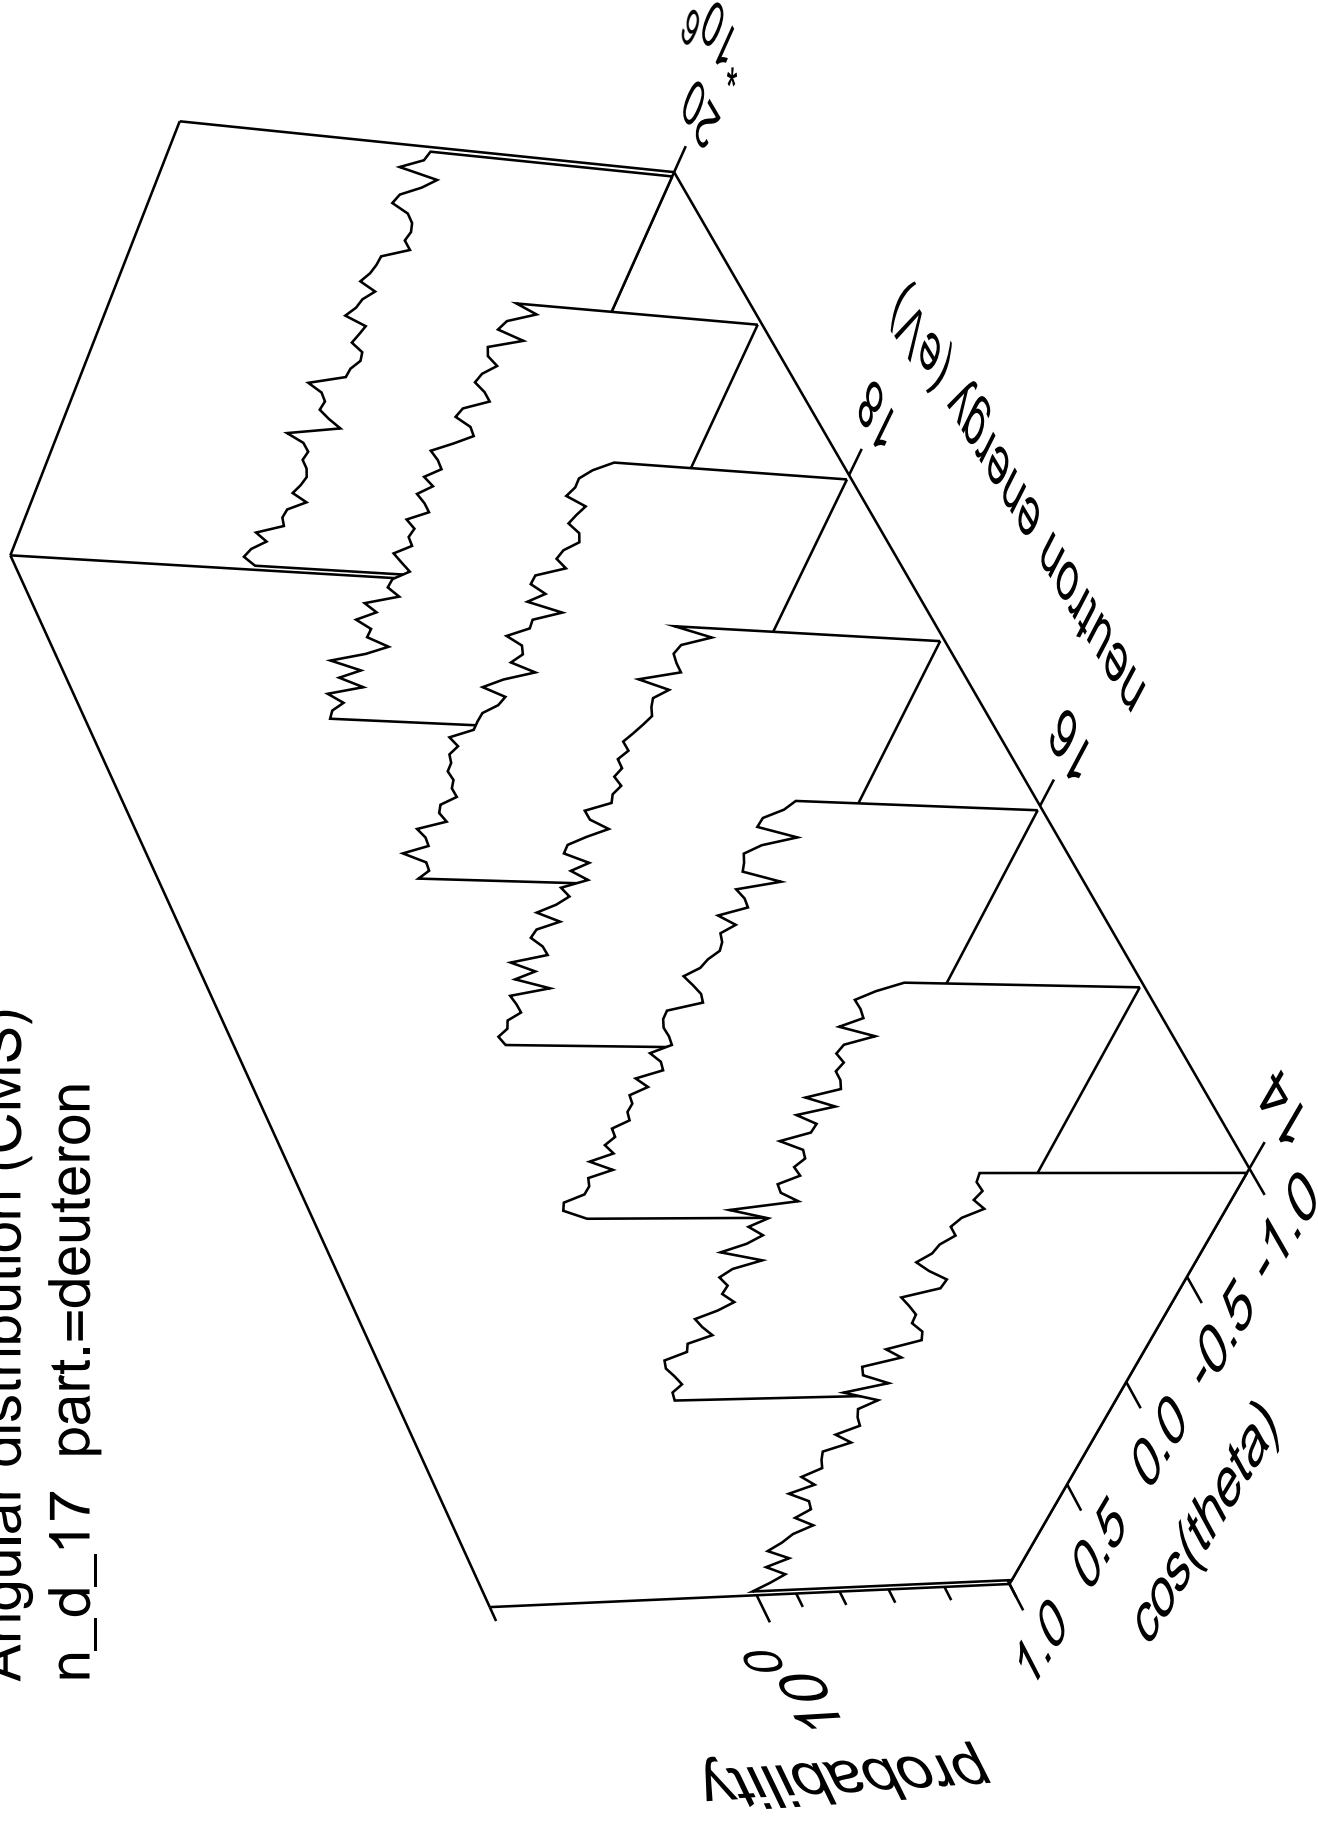 Angular distribution (CMS)
n_d_17 part.=deuteron
probability
10^0
cos(theta)
1.0 0.5 0.0 -0.5 -1.0
neutron energy (eV)
14 16 18 20 * 10^6